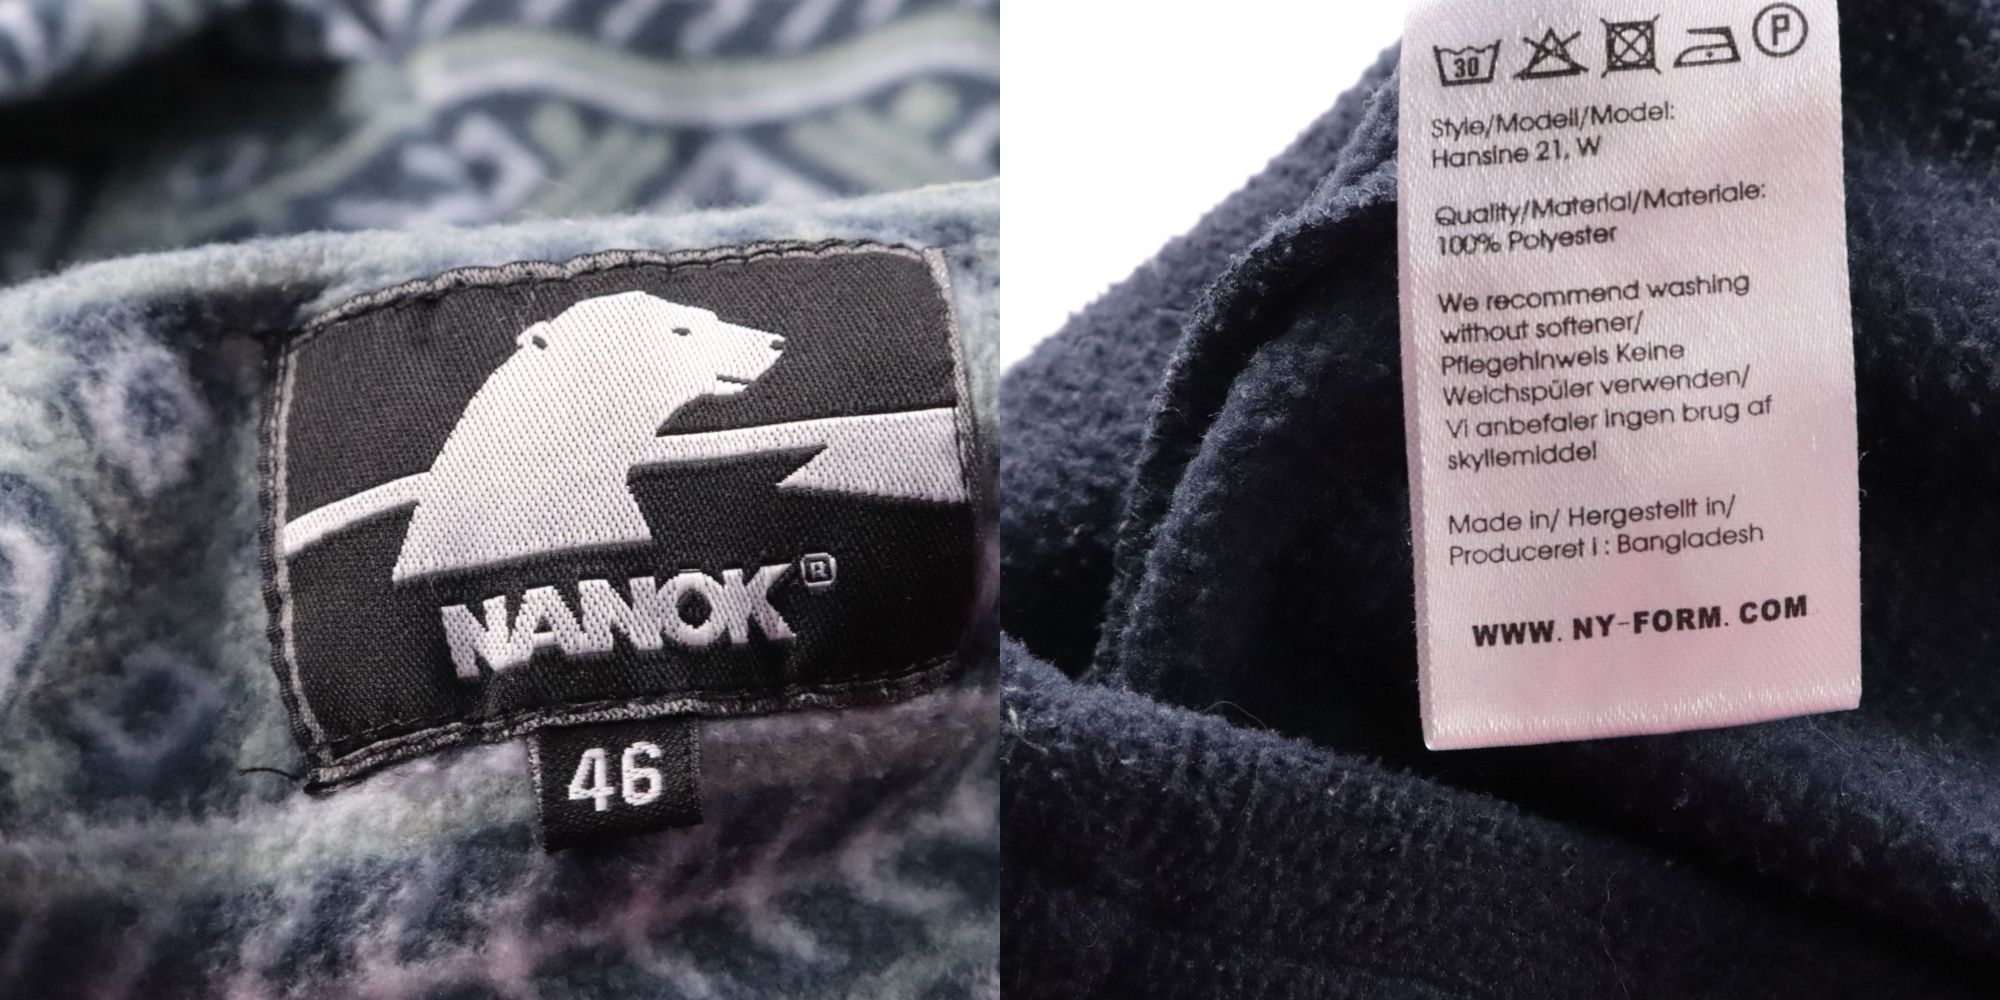 NANOK®
46
30
P
Style/Modell/Model:
Hansine 21, W
Quality/Material/Materiale:
100% Polyester
We recommend washing
without softener/
Pflegehinweis Keine
Weichspüler verwenden/
Vi anbefaler ingen brug af
skyllemiddel
Made in/ Hergestellt in/
Produceret i : Bangladesh
WWW. NY-FORM. COM